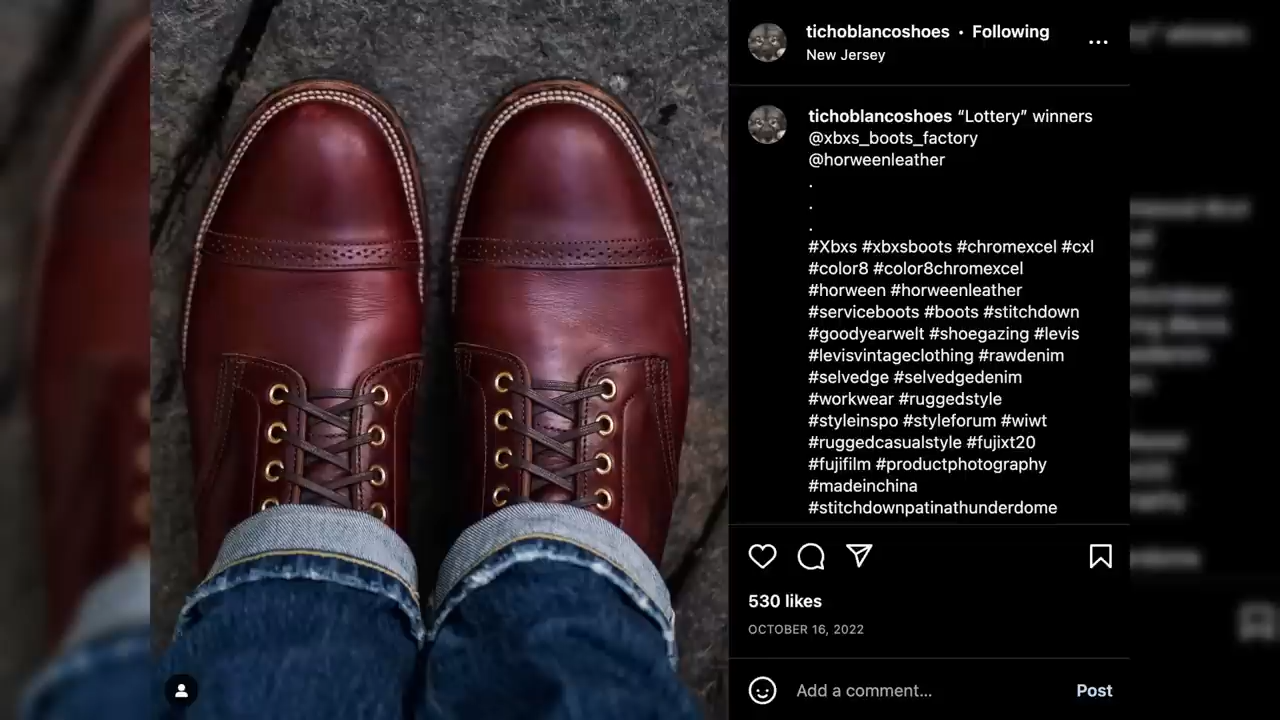 tichoblancoshoes • Following
New Jersey
tichoblancoshoes “Lottery” winners
@xbxs_boots_factory
@horweenleather
.
.
.
#Xbxs #xbxsboots #chromexcel #cxl
#color8 #color8chromexcel
#horween #horweenleather
#serviceboots #boots #stitchdown
#goodyearwelt #shoegazing #levis
#levisvintageclothing #rawdenim
#selvedge #selvedgedenim
#workwear #ruggedstyle
#styleinspo #styleforum #wiwt
#ruggedcasualstyle #fujixt20
#fujifilm #productphotography
#madeinchina
#stitchdownpatinathunderdome
530 likes
OCTOBER 16, 2022
Add a comment... Post